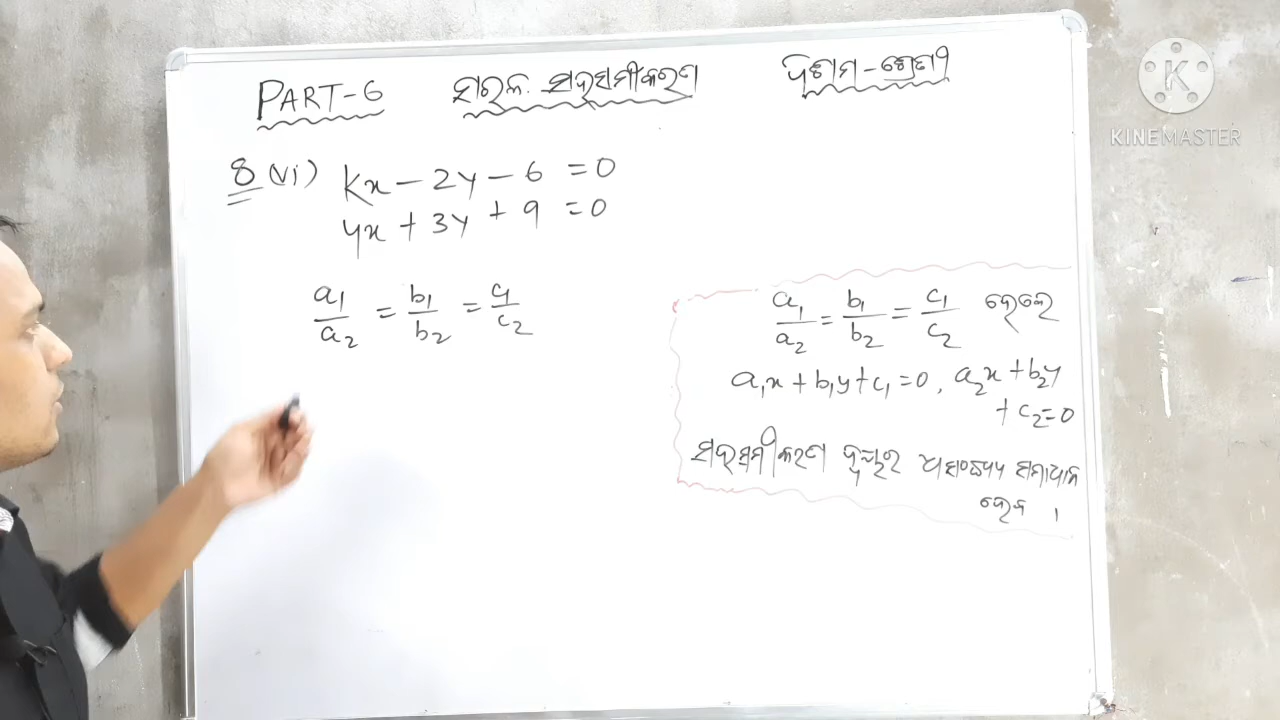 PART-6 ସରଳ ସହସମୀକରଣ ଦଶମ-ଶ୍ରେଣୀ
KINEMASTER
8 (vi) Kx - 2y - 6 = 0
4x + 3y + 9 = 0
a1/a2 = b1/b2 = c1/c2
a1/a2 = b1/b2 = c1/c2 ହେଲେ
a1x + b1y + c1 = 0, a2x + b2y
+ c2 = 0
ସହସମୀକରଣ ଦ୍ୱୟର ଅସଂଖ୍ୟ ସମାଧାନ
ହେବ ।